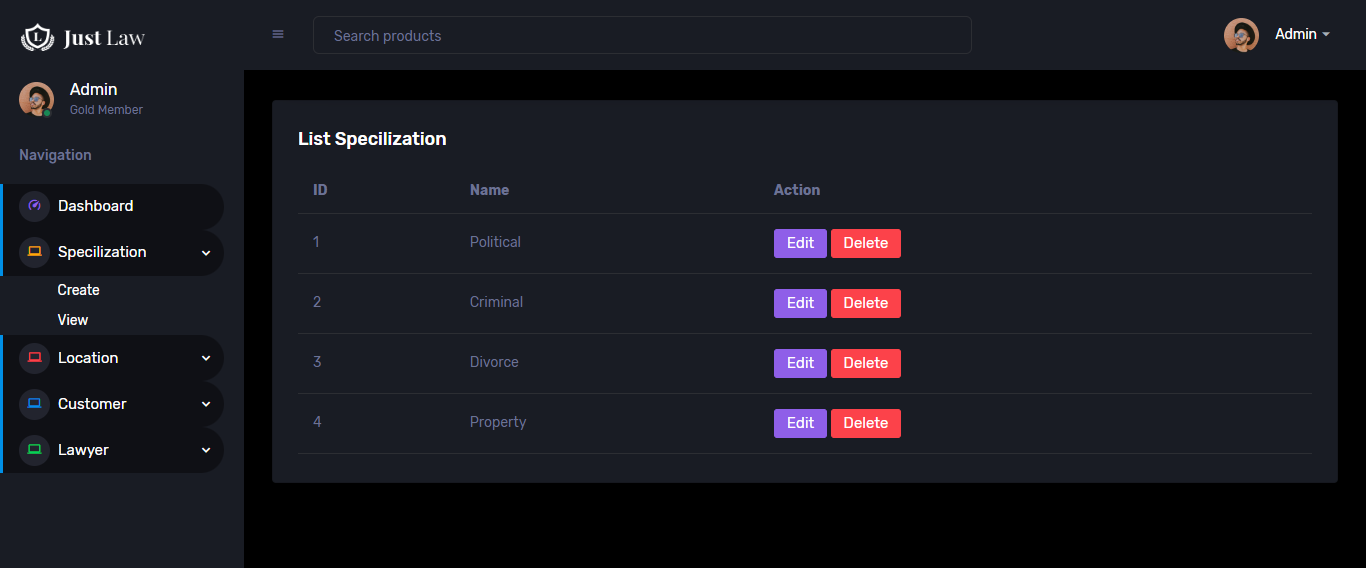 L
Just Law
Search products
Admin
Admin
Gold Member
Navigation
Dashboard
Specilization
Create
View
Location
Customer
Lawyer
List Specilization
ID Name Action
1 Political Edit Delete
2 Criminal Edit Delete
3 Divorce Edit Delete
4 Property Edit Delete